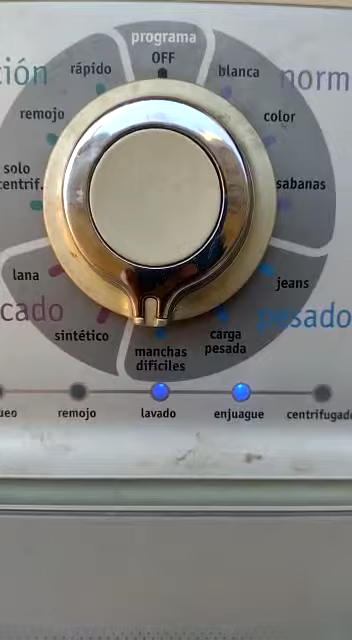 programa
OFF
rápido
blanca
ción
norm
remojo
color
solo
centrif.
sabanas
lana
jeans
cado
pesado
sintético
carga
pesada
manchas
difíciles
ueo
remojo
lavado
enjuague
centrifugado